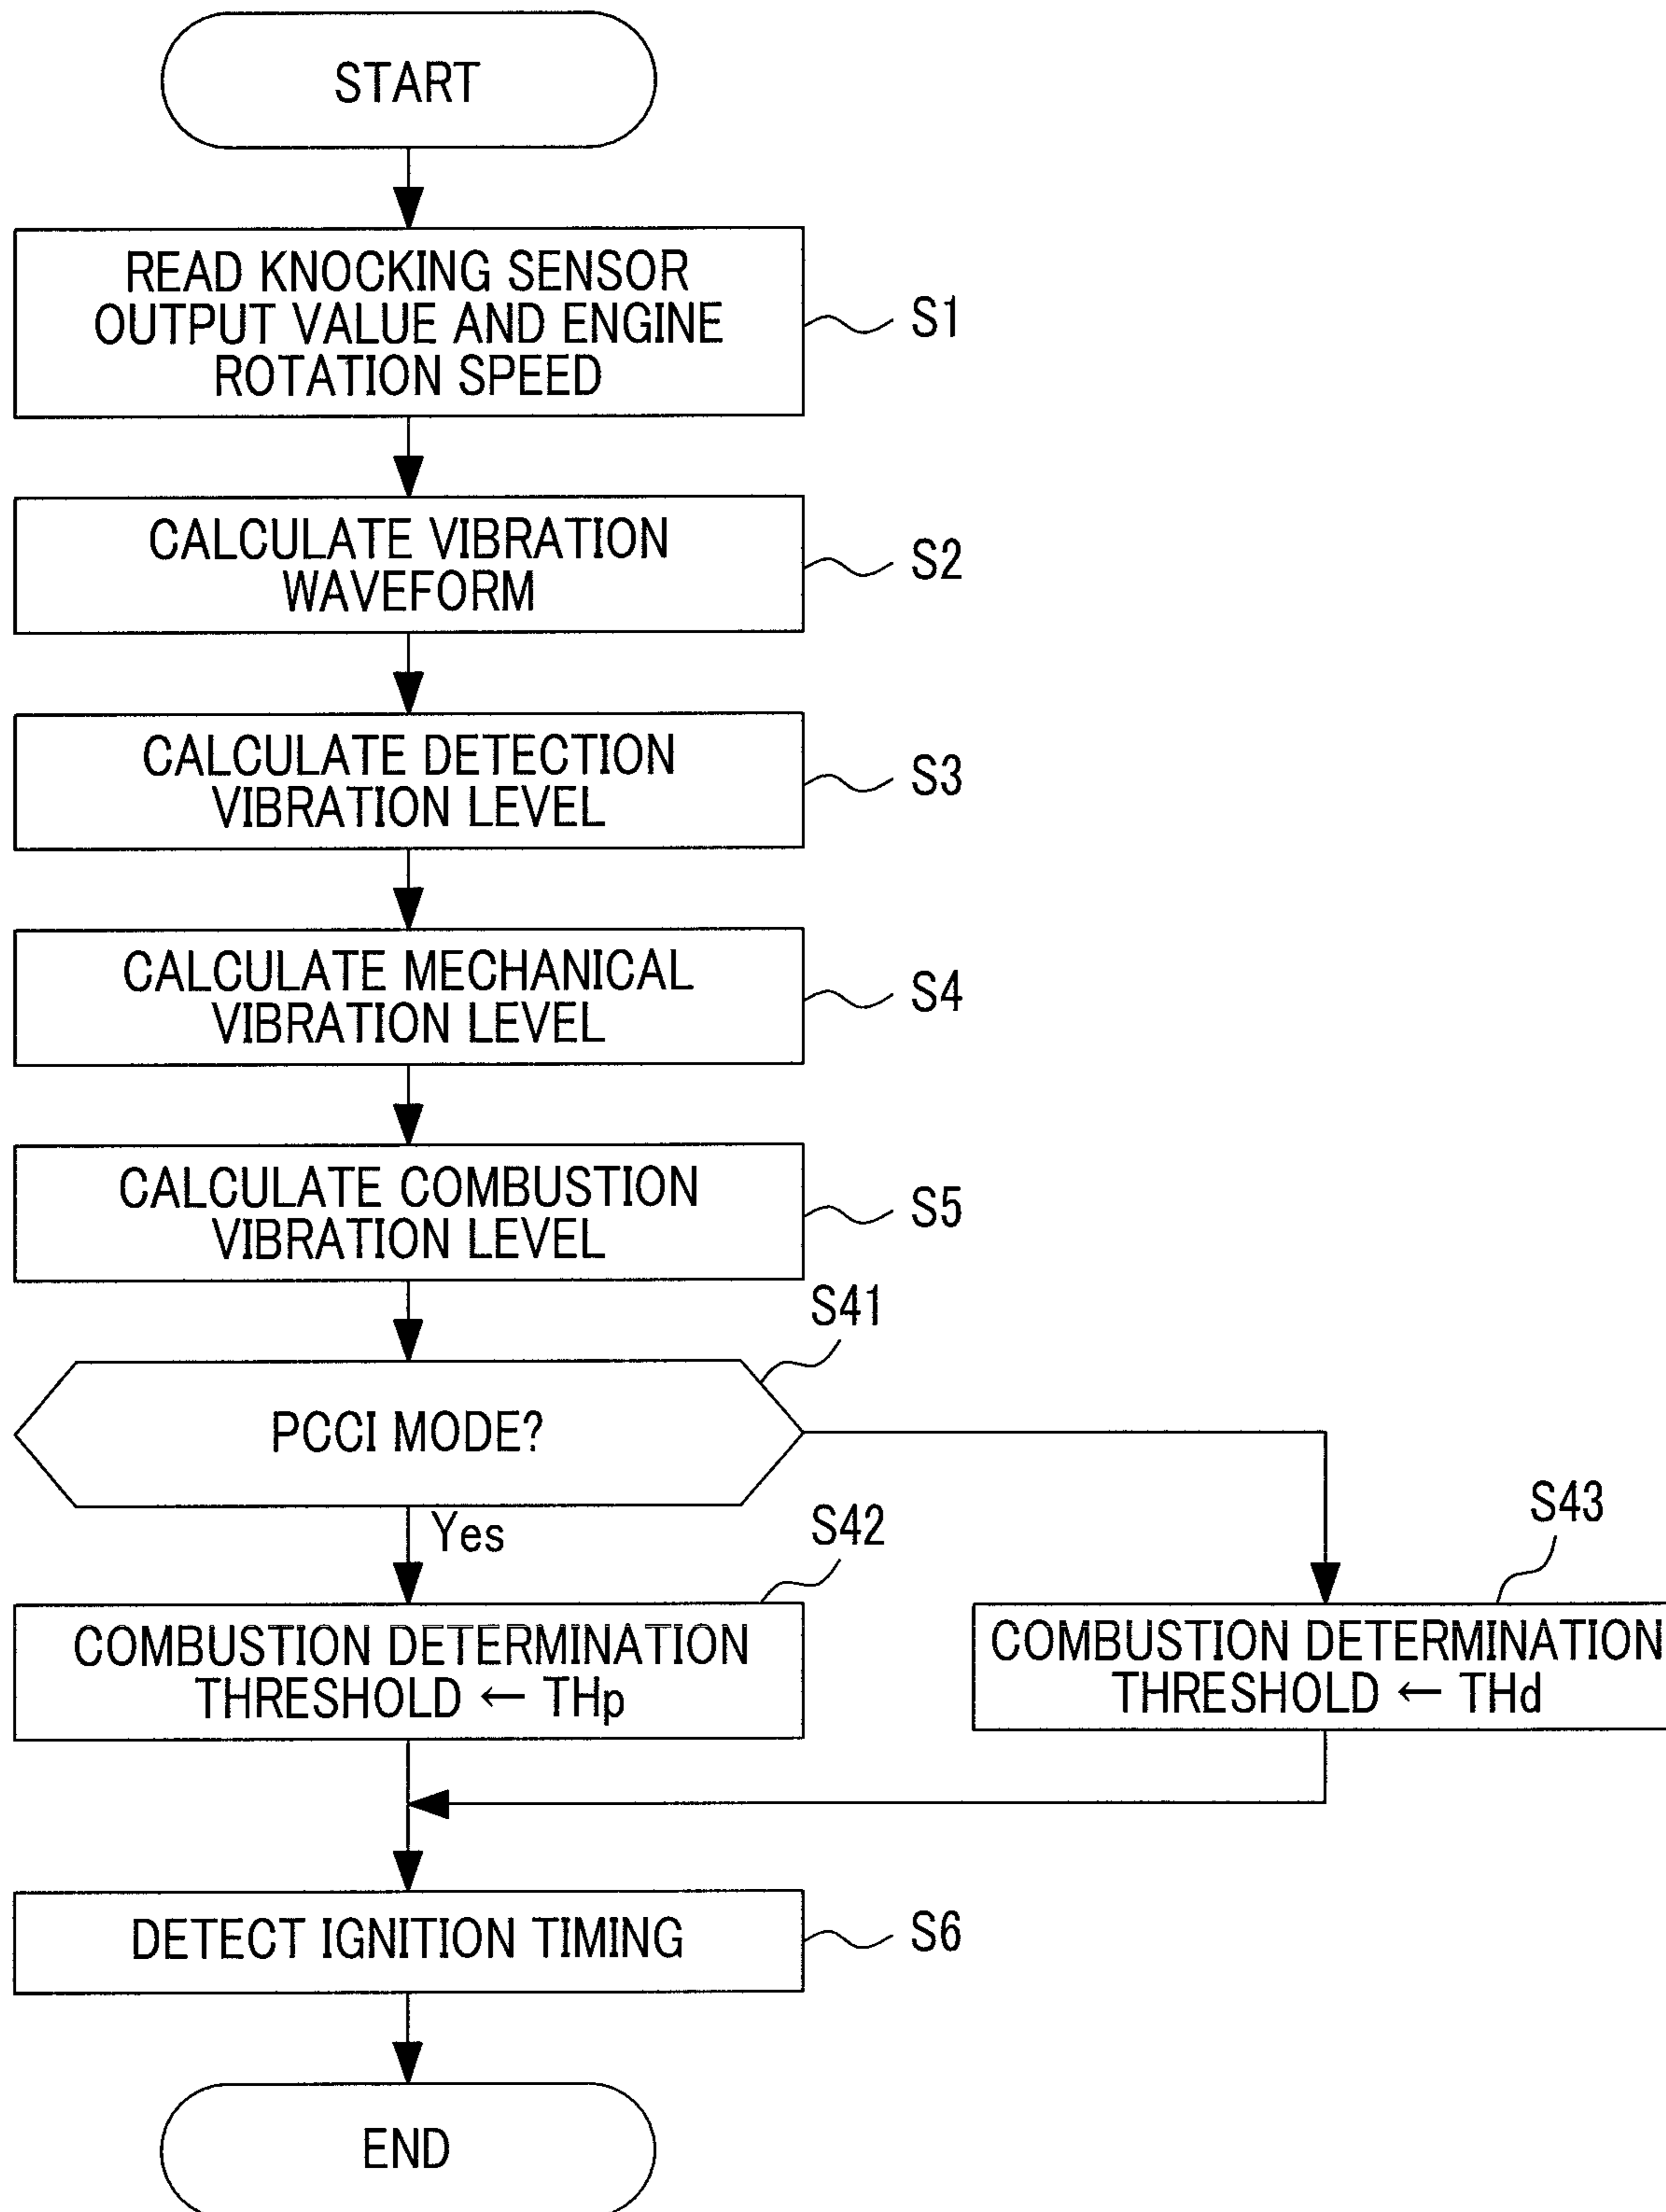 START
READ KNOCKING SENSOR
OUTPUT VALUE AND ENGINE
ROTATION SPEED
S1
CALCULATE VIBRATION
WAVEFORM
S2
CALCULATE DETECTION
VIBRATION LEVEL
S3
CALCULATE MECHANICAL
VIBRATION LEVEL
S4
CALCULATE COMBUSTION
VIBRATION LEVEL
S5
S41
PCCI MODE?
Yes
S42
COMBUSTION DETERMINATION
THRESHOLD ← THp
S43
COMBUSTION DETERMINATION
THRESHOLD ← THd
DETECT IGNITION TIMING
S6
END